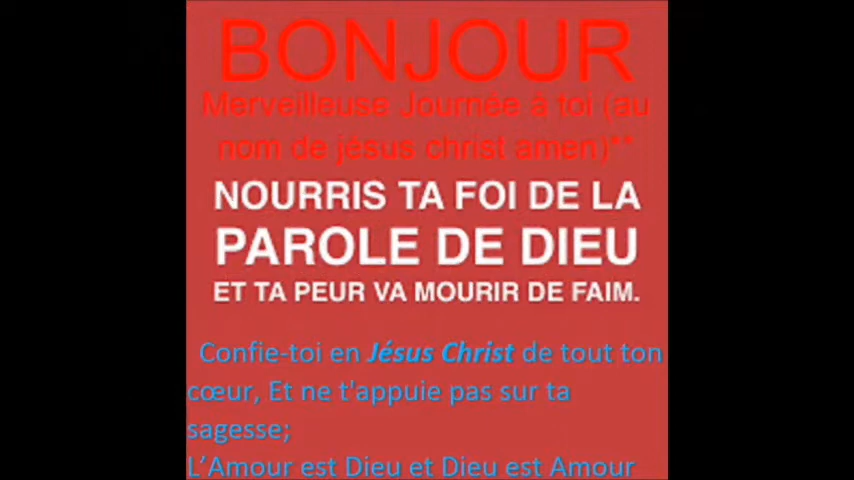 BONJOUR
Merveilleuse Journée à toi (au
nom de jésus christ amen)**
NOURRIS TA FOI DE LA
PAROLE DE DIEU
ET TA PEUR VA MOURIR DE FAIM.
Confie-toi en Jésus Christ de tout ton
cœur, Et ne t'appuie pas sur ta
sagesse;
L'Amour est Dieu et Dieu est Amour